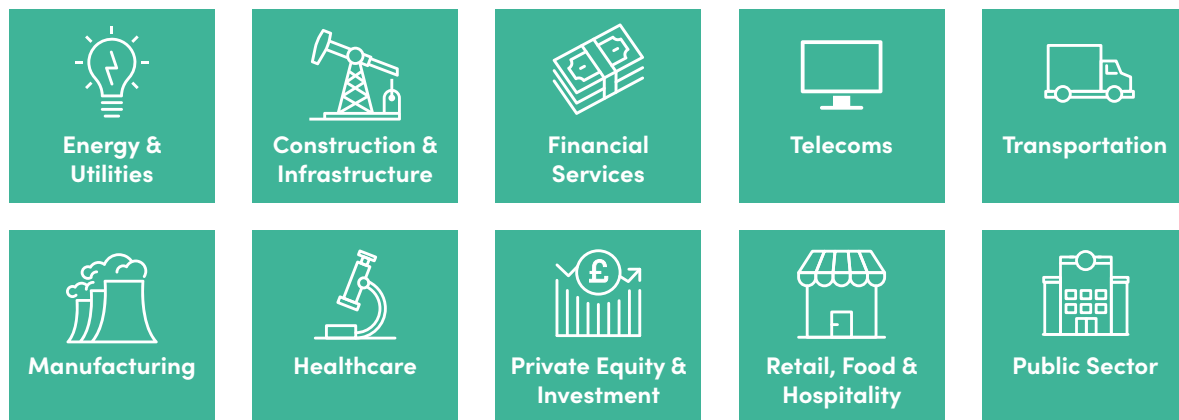 Energy &
Utilities
Construction &
Infrastructure
Financial
Services
Telecoms
Transportation
Manufacturing
Healthcare
£
Private Equity &
Investment
Retail, Food &
Hospitality
Public Sector